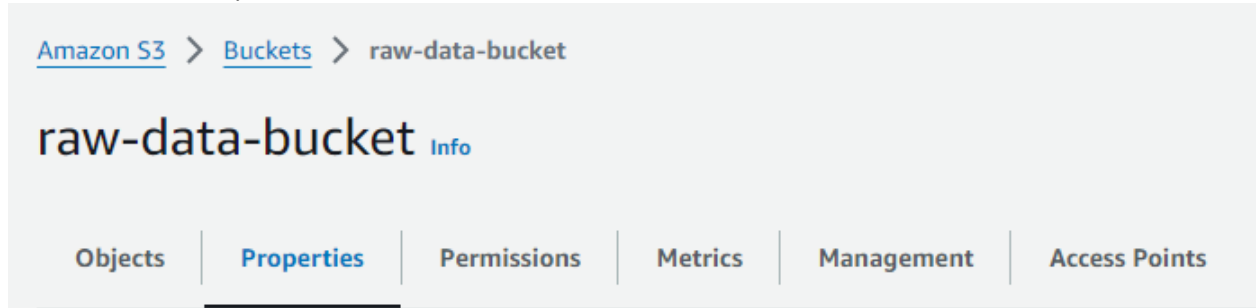 Amazon S3 > Buckets > raw-data-bucket
raw-data-bucket Info
Objects Properties Permissions Metrics Management Access Points